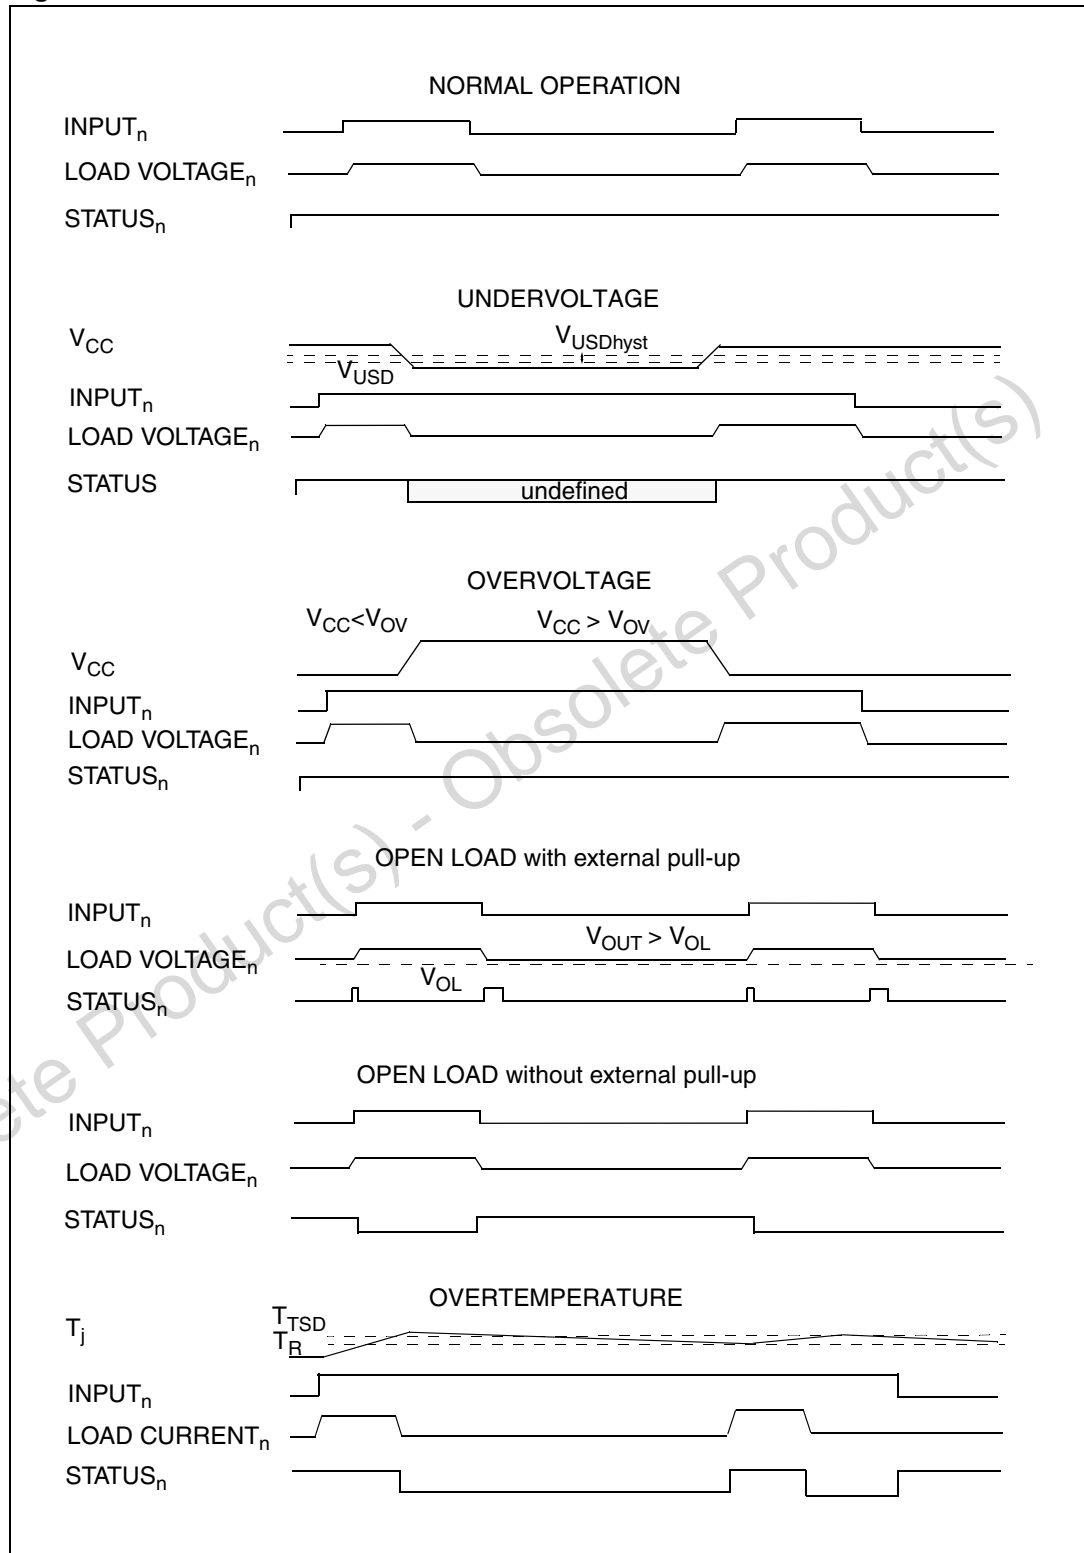 NORMAL OPERATION
INPUTn
LOAD VOLTAGEn
STATUSn
UNDERVOLTAGE
VCC
VUSDhyst
VUSD
INPUTn
LOAD VOLTAGEn
STATUS
undefined
OVERVOLTAGE
VCC<VOV
VCC > VOV
VCC
INPUTn
LOAD VOLTAGEn
STATUSn
OPEN LOAD with external pull-up
INPUTn
VOUT > VOL
LOAD VOLTAGEn
VOL
STATUSn
OPEN LOAD without external pull-up
INPUTn
LOAD VOLTAGEn
STATUSn
OVERTEMPERATURE
Tj
TTSD
TR
INPUTn
LOAD CURRENTn
STATUSn
ete Product(s) - Obsolete Product(s)